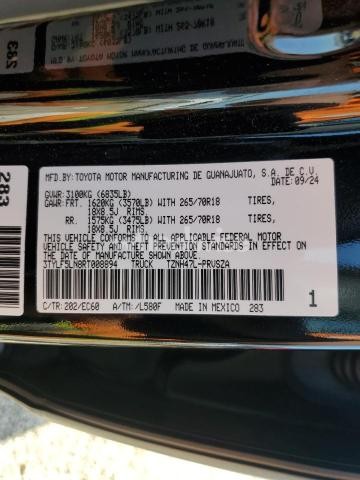 283
MFD.BY:TOYOTA MOTOR MANUFACTURING DE GUANAJUATO, S.A. DE C.V.
09/24
GVWR:3100KG (6835LB)
GAWR:FRT. 1620KG (3570LB) WITH 265/70R18 TIRES,
18X8.5J RIMS,
RR. 1575KG (3475LB) WITH 265/70R18 TIRES,
18X8.5J RIMS.
THIS VEHICLE CONFORMS TO ALL APPLICABLE FEDERAL MOTOR
VEHICLE SAFETY AND THEFT PREVENTION STANDARDS IN EFFECT
ON THE DATE OF MANUFACTURE SHOWN ABOVE.
3TYLF5LN8RT008894 TRUCK TZNH47L-PRVSZA
C/TR:202/EC60 A/TM: -/L580F MADE IN MEXICO 283
1